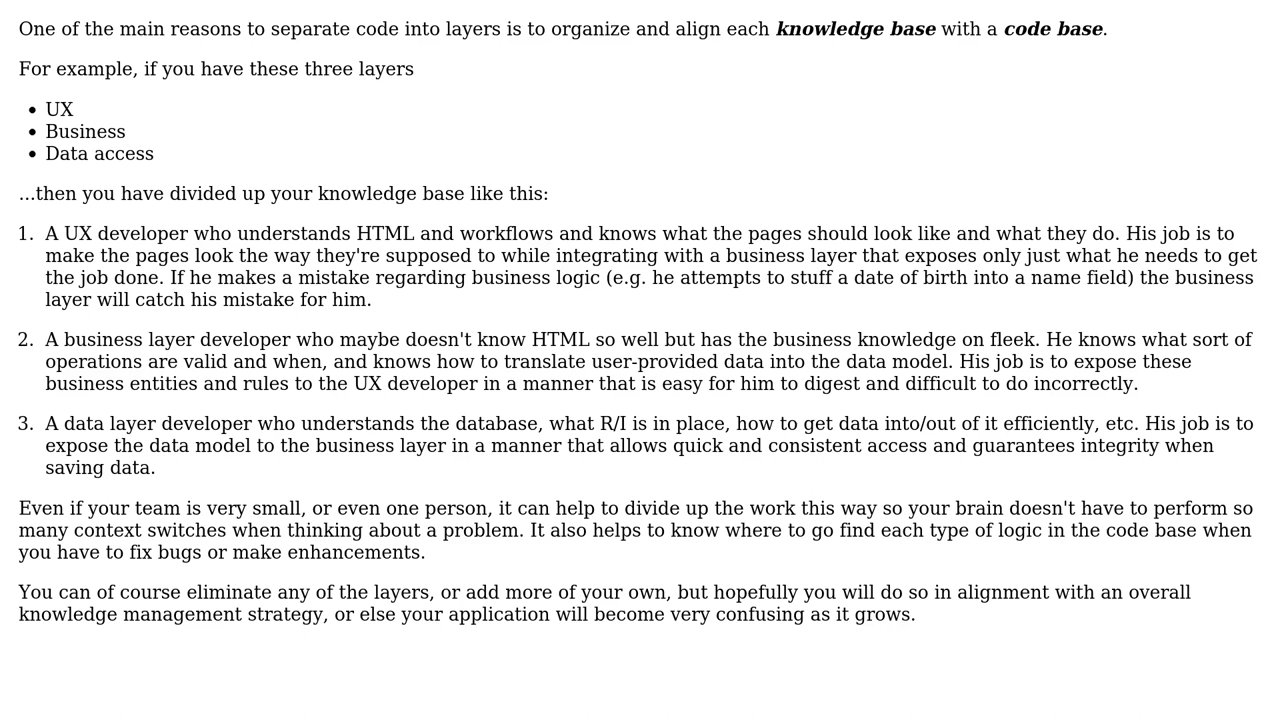 One of the main reasons to separate code into layers is to organize and align each knowledge base with a code base.
For example, if you have these three layers
• UX
• Business
• Data access
...then you have divided up your knowledge base like this:
1. A UX developer who understands HTML and workflows and knows what the pages should look like and what they do. His job is to
make the pages look the way they're supposed to while integrating with a business layer that exposes only just what he needs to get
the job done. If he makes a mistake regarding business logic (e.g. he attempts to stuff a date of birth into a name field) the business
layer will catch his mistake for him.
2. A business layer developer who maybe doesn't know HTML so well but has the business knowledge on fleek. He knows what sort of
operations are valid and when, and knows how to translate user-provided data into the data model. His job is to expose these
business entities and rules to the UX developer in a manner that is easy for him to digest and difficult to do incorrectly.
3. A data layer developer who understands the database, what R/I is in place, how to get data into/out of it efficiently, etc. His job is to
expose the data model to the business layer in a manner that allows quick and consistent access and guarantees integrity when
saving data.
Even if your team is very small, or even one person, it can help to divide up the work this way so your brain doesn't have to perform so
many context switches when thinking about a problem. It also helps to know where to go find each type of logic in the code base when
you have to fix bugs or make enhancements.
You can of course eliminate any of the layers, or add more of your own, but hopefully you will do so in alignment with an overall
knowledge management strategy, or else your application will become very confusing as it grows.